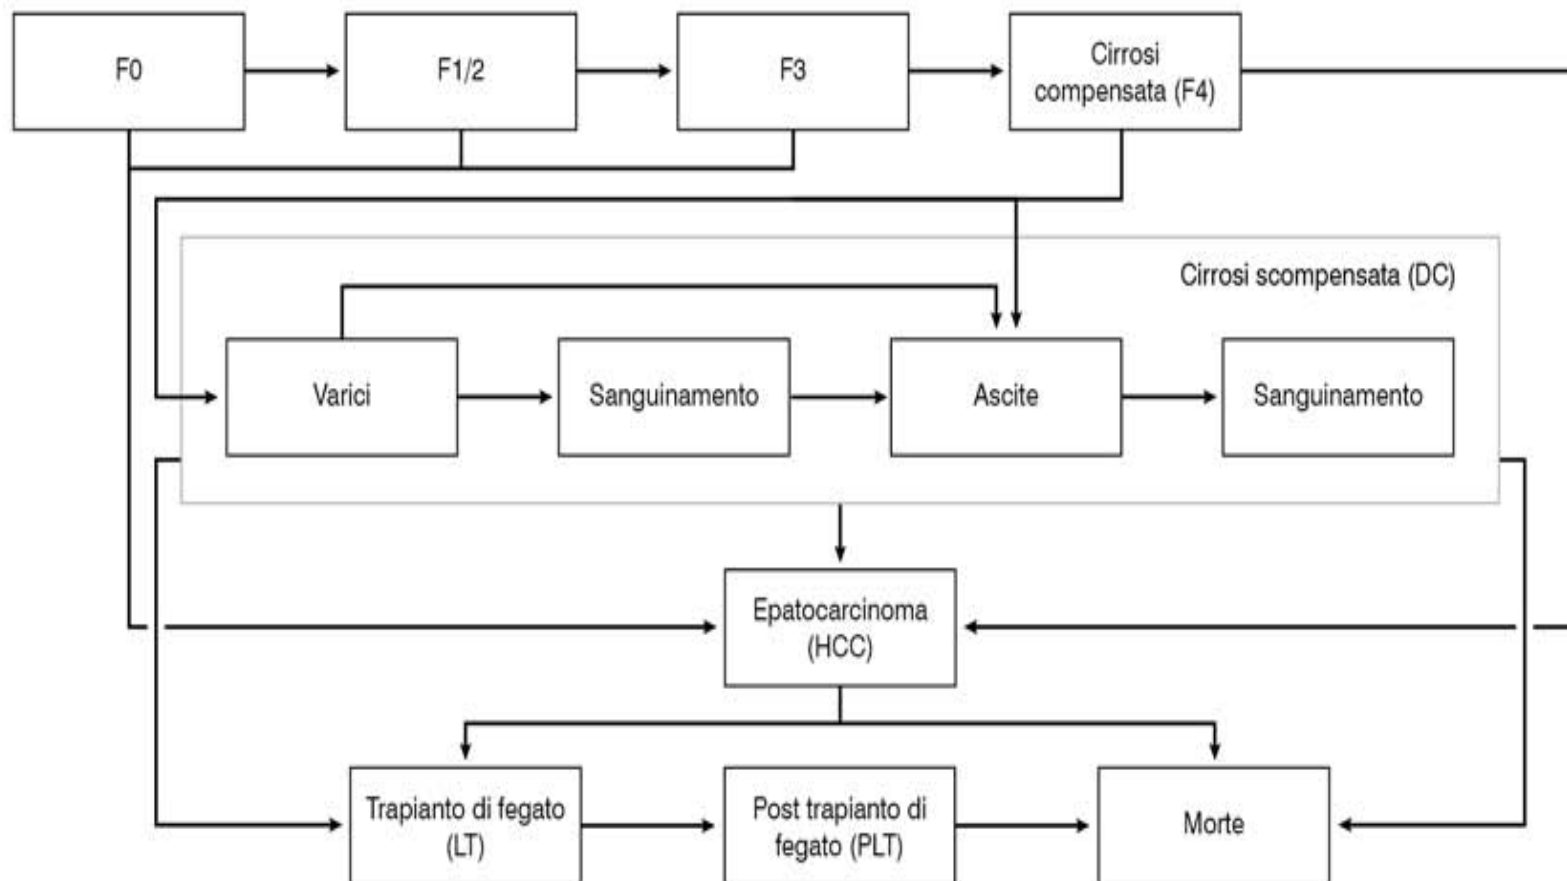 F0
F1/2
F3
Cirrosi
compensata (F4)
Cirrosi scompensata (DC)
Varici
Sanguinamento
Ascite
Sanguinamento
Epatocarcinoma
(HCC)
Trapianto di fegato
(LT)
Post trapianto di
fegato (PLT)
Morte